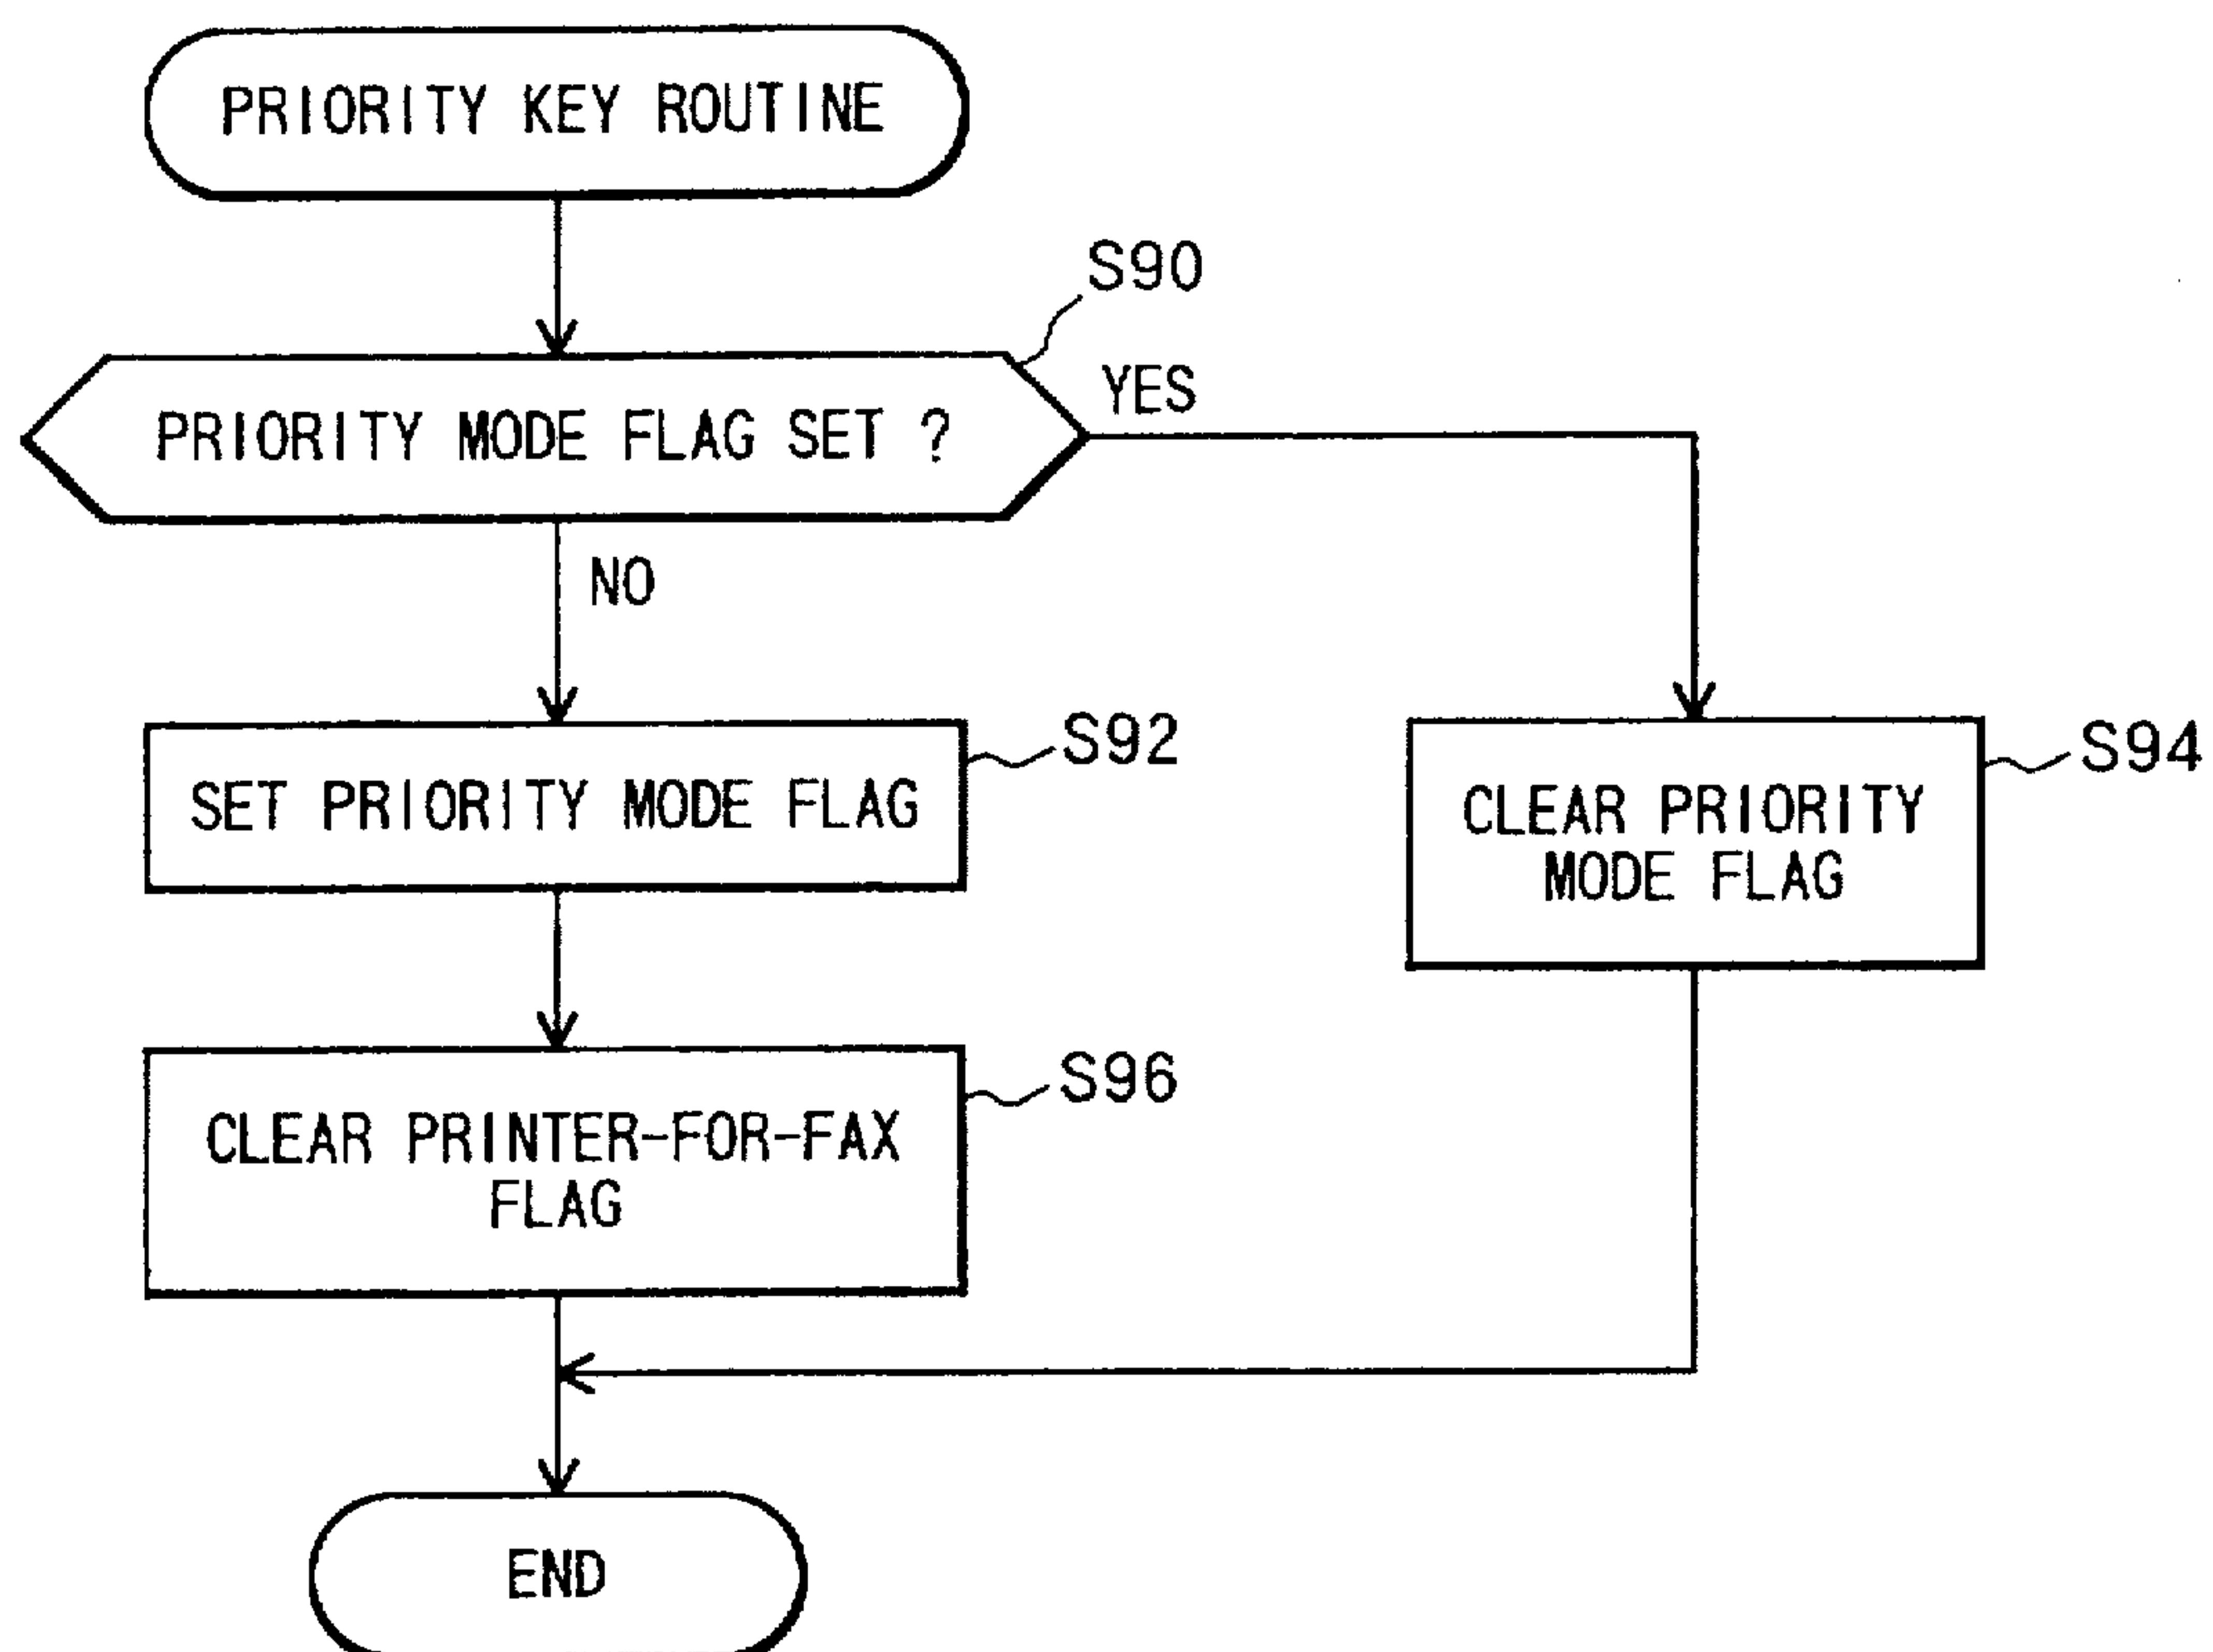 PRIORITY KEY ROUTINE
S90
PRIORITY MODE FLAG SET ?
YES
NO
S92
SET PRIORITY MODE FLAG
S94
CLEAR PRIORITY
MODE FLAG
S96
CLEAR PRINTER-FOR-FAX
FLAG
END